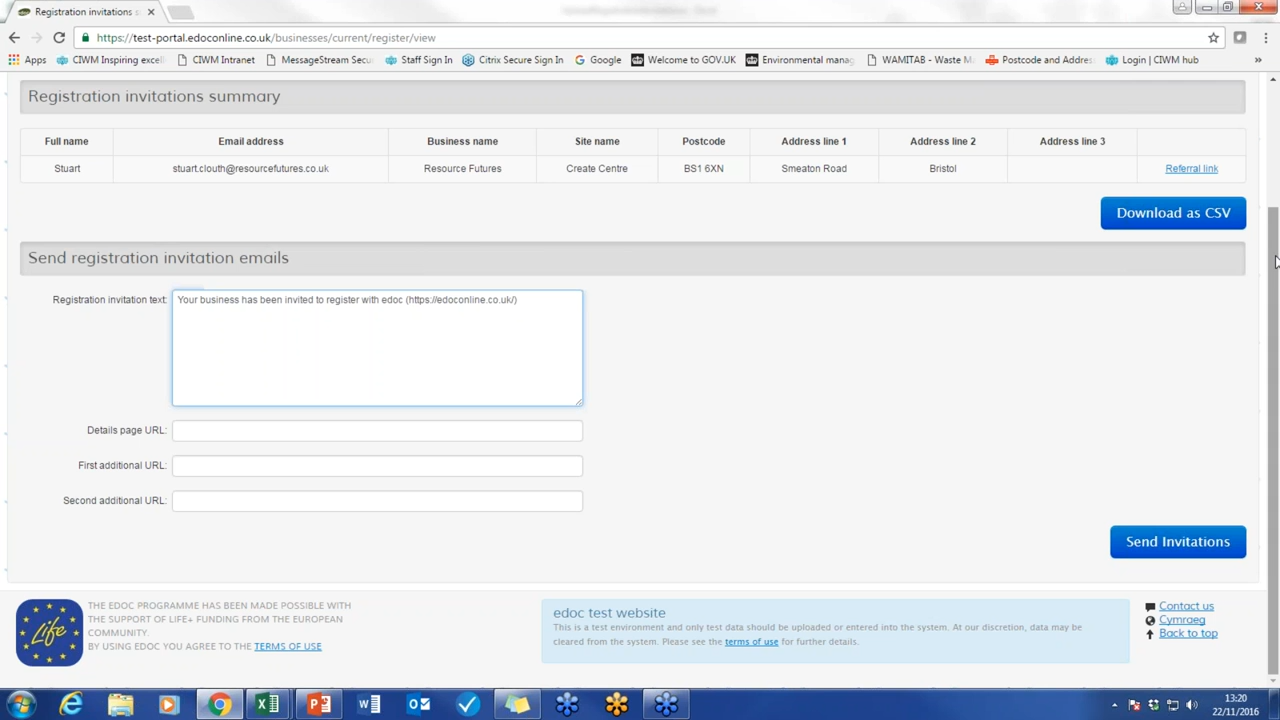 Registration invitations s
https://test-portal.edoconline.co.uk/businesses/current/register/view
Apps CIWM Inspiring excell CIWM Intranet MessageStream Secu Staff Sign In Citrix Secure Sign In Google Welcome to GOV.UK Environmental manag WAMITAB - Waste M Postcode and Addres Login | CIWM hub »
Registration invitations summary
Full name Email address Business name Site name Postcode Address line 1 Address line 2 Address line 3
Stuart stuart.clouth@resourcefutures.co.uk Resource Futures Create Centre BS1 6XN Smeaton Road Bristol Referral link
Download as CSV
Send registration invitation emails
Registration invitation text: Your business has been invited to register with edoc (https://edoconline.co.uk/)
Details page URL:
First additional URL:
Second additional URL:
Send Invitations
THE EDOC PROGRAMME HAS BEEN MADE POSSIBLE WITH
THE SUPPORT OF LIFE+ FUNDING FROM THE EUROPEAN
COMMUNITY.
BY USING EDOC YOU AGREE TO THE TERMS OF USE
Life
edoc test website
This is a test environment and only test data should be uploaded or entered into the system. At our discretion, data may be
cleared from the system. Please see the terms of use for further details.
Contact us
Cymraeg
Back to top
13:20
22/11/2016